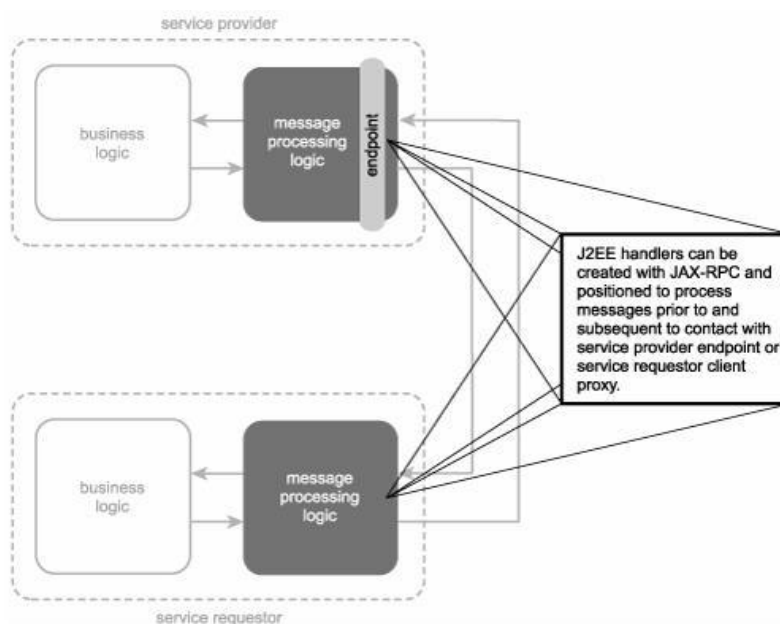 service provider
business
logic
message
processing
logic
endpoint
J2EE handlers can be
created with JAX-RPC and
positioned to process
messages prior to and
subsequent to contact with
service provider endpoint or
service requestor client
proxy.
business
logic
message
processing
logic
service requestor